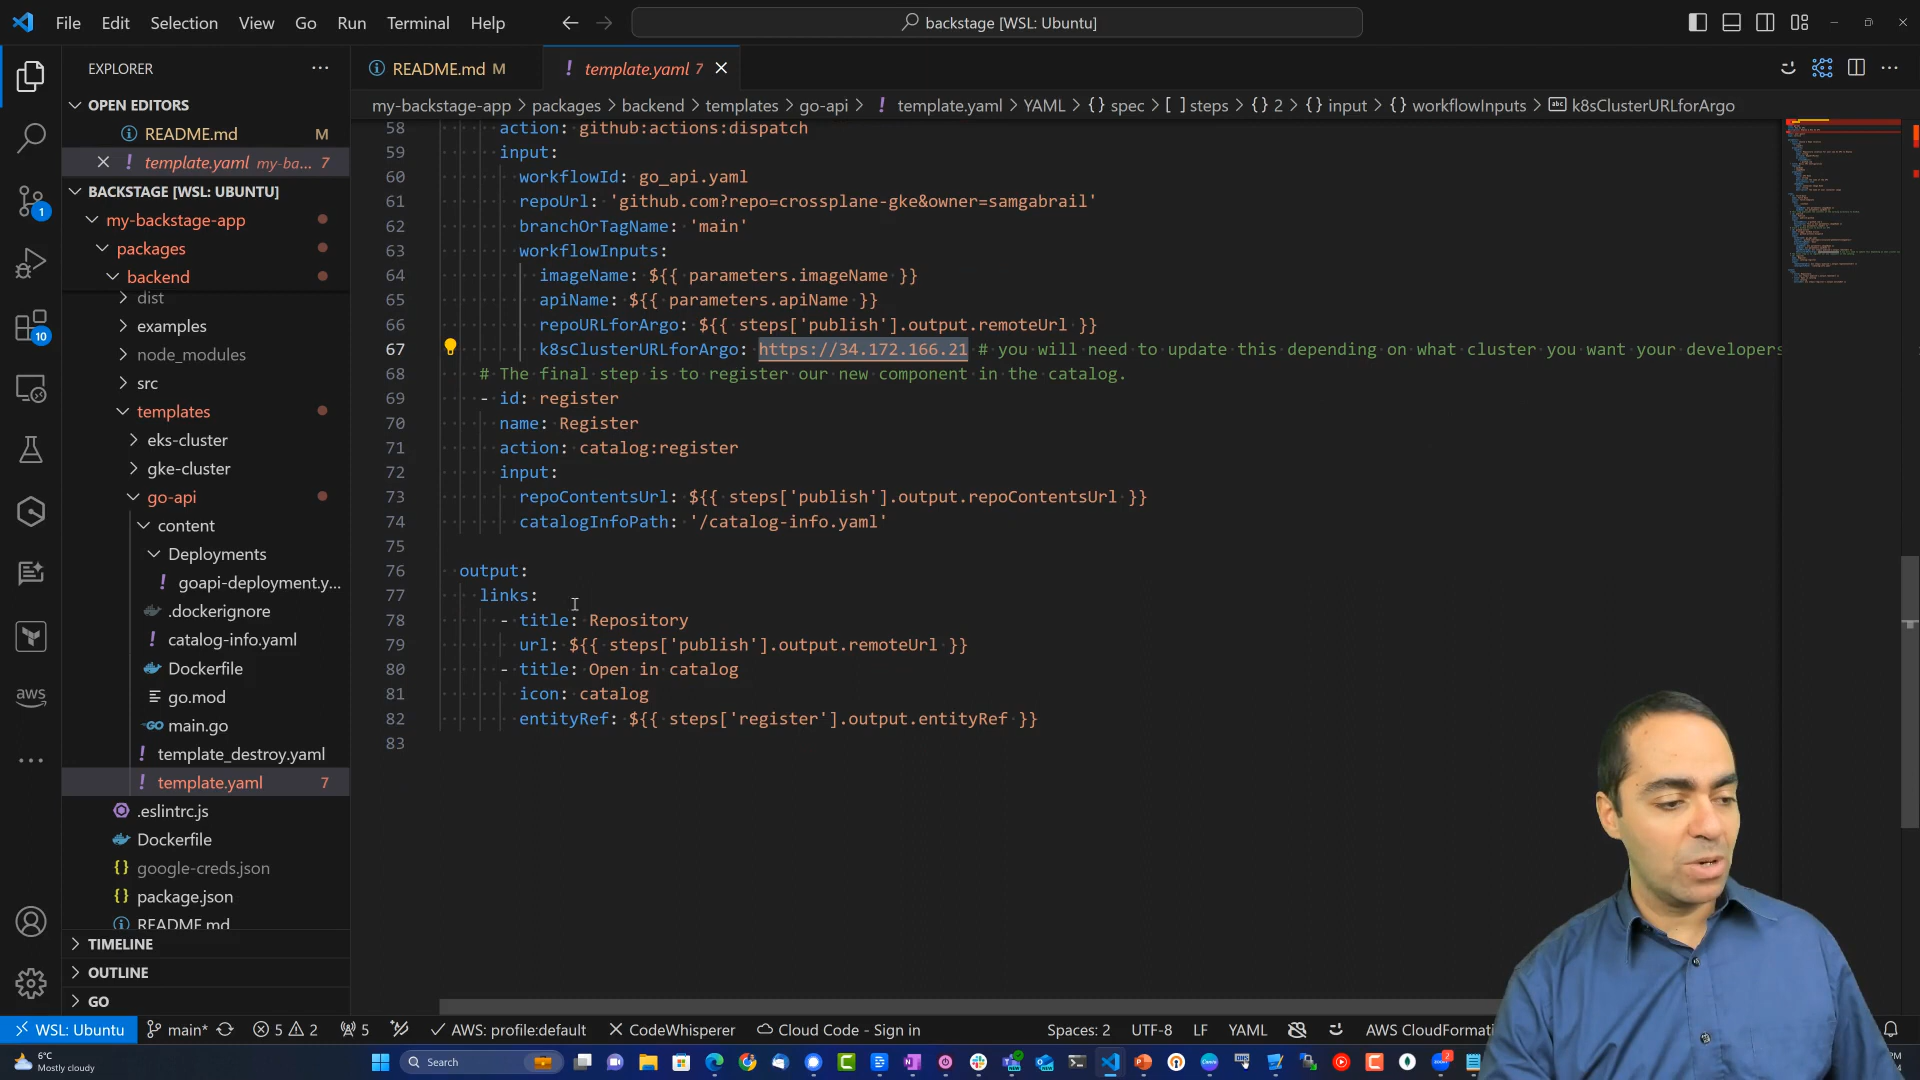 File Edit Selection View Go Run Terminal Help
backstage [WSL: Ubuntu]
EXPLORER
README.md M
template.yaml 7
OPEN EDITORS
README.md M
template.yaml my-ba... 7
BACKSTAGE [WSL: UBUNTU]
my-backstage-app
packages
backend
dist
examples
node_modules
src
templates
eks-cluster
gke-cluster
go-api
content
Deployments
goapi-deployment.y...
.dockerignore
catalog-info.yaml
Dockerfile
go.mod
main.go
template_destroy.yaml
template.yaml 7
.eslintrc.js
Dockerfile
google-creds.json
package.json
README.md
TIMELINE
OUTLINE
GO
my-backstage-app > packages > backend > templates > go-api > ! template.yaml > YAML > {} spec > [ ] steps > {} 2 > {} input > {} workflowInputs > abc k8sClusterURLforArgo
58 action: github:actions:dispatch
59 input:
60 workflowId: go_api.yaml
61 repoUrl: 'github.com?repo=crossplane-gke&owner=samgabrail'
62 branchOrTagName: 'main'
63 workflowInputs:
64 imageName: ${{ parameters.imageName }}
65 apiName: ${{ parameters.apiName }}
66 repoURLforArgo: ${{ steps['publish'].output.remoteUrl }}
67 k8sClusterURLforArgo: https://34.172.166.21 # you will need to update this depending on what cluster you want your developers
68 # The final step is to register our new component in the catalog.
69 - id: register
70 name: Register
71 action: catalog:register
72 input:
73 repoContentsUrl: ${{ steps['publish'].output.repoContentsUrl }}
74 catalogInfoPath: '/catalog-info.yaml'
75
76 output:
77 links:
78 - title: Repository
79 url: ${{ steps['publish'].output.remoteUrl }}
80 - title: Open in catalog
81 icon: catalog
82 entityRef: ${{ steps['register'].output.entityRef }}
83
1
10
aws
WSL: Ubuntu main* 5 2 5 AWS: profile:default CodeWhisperer Cloud Code - Sign in Spaces: 2 UTF-8 LF YAML AWS CloudFormati
6°C
Mostly cloudy
Search